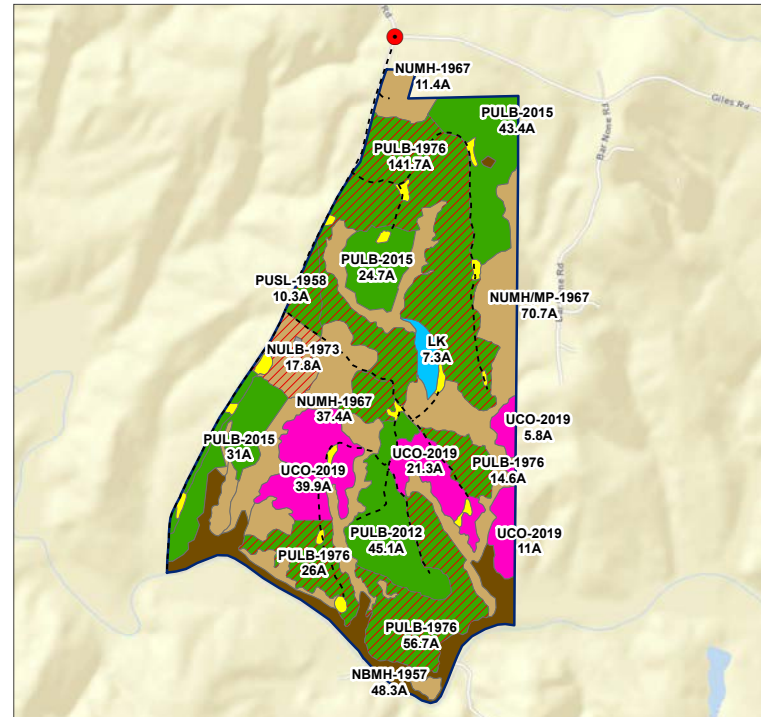 Rd
NUMH-1967
11.4A
Giles Rd
PULB-2015
43.4A
Bar None Rd
PULB-1976
141.7A
PULB-2015
24.7A
PUSL-1958
10.3A
NUMH/MP-1967
70.7A
LK
7.3A
NULB-1973
17.8A
NUMH-1967
37.4A
UCO-2019
5.8A
PULB-2015
31A
UCO-2019
21.3A
PULB-1976
14.6A
UCO-2019
39.9A
PULB-2012
45.1A
UCO-2019
11A
PULB-1976
26A
PULB-1976
56.7A
NBMH-1957
48.3A